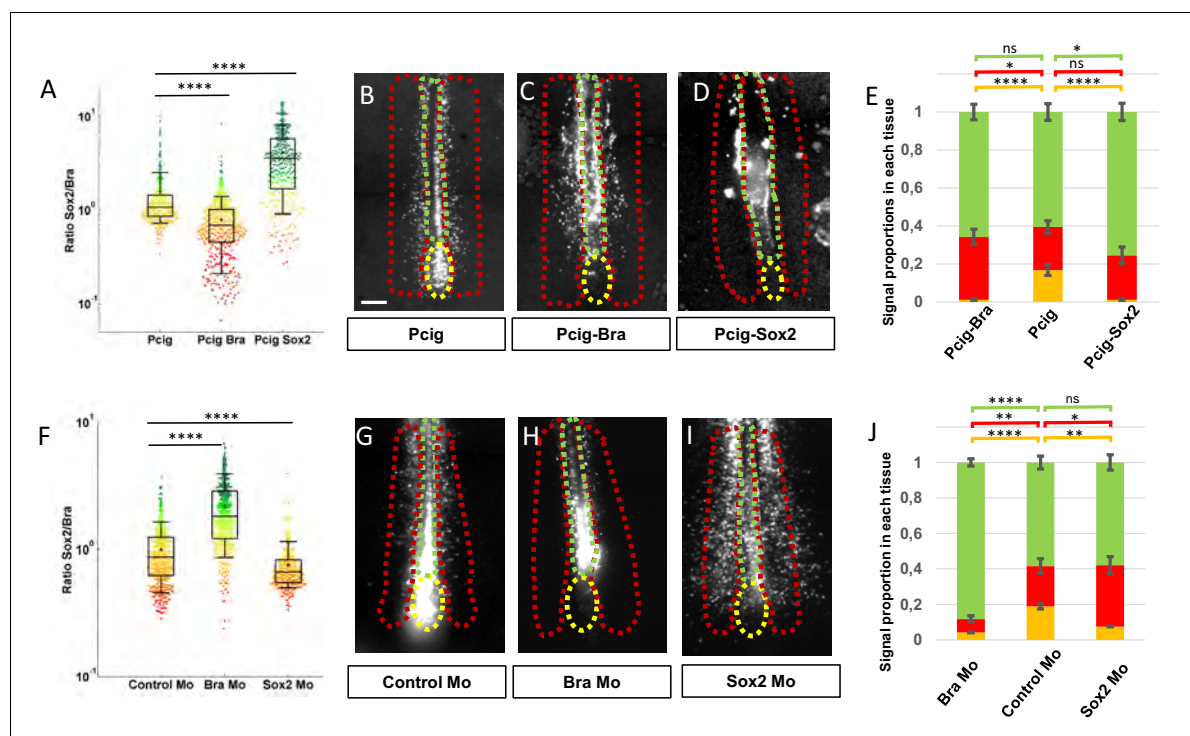 A
Ratio Sox2/Bra
10¹
10⁰
10⁻¹
****
****
Pcig Pcig Bra Pcig Sox2
B
Pcig
C
Pcig-Bra
D
Pcig-Sox2
E
Signal proportions in each tissue
ns *
* ns
**** ****
1
0,8
0,6
0,4
0,2
0
Pcig-Bra
Pcig
Pcig-Sox2
F
Ratio Sox2/Bra
10¹
10⁰
10⁻¹
****
****
Control Mo Bra Mo Sox2 Mo
G
Control Mo
H
Bra Mo
I
Sox2 Mo
J
Signal proportion in each tissue
**** ns
** *
**** **
1
0,8
0,6
0,4
0,2
0
Bra Mo
Control Mo
Sox2 Mo